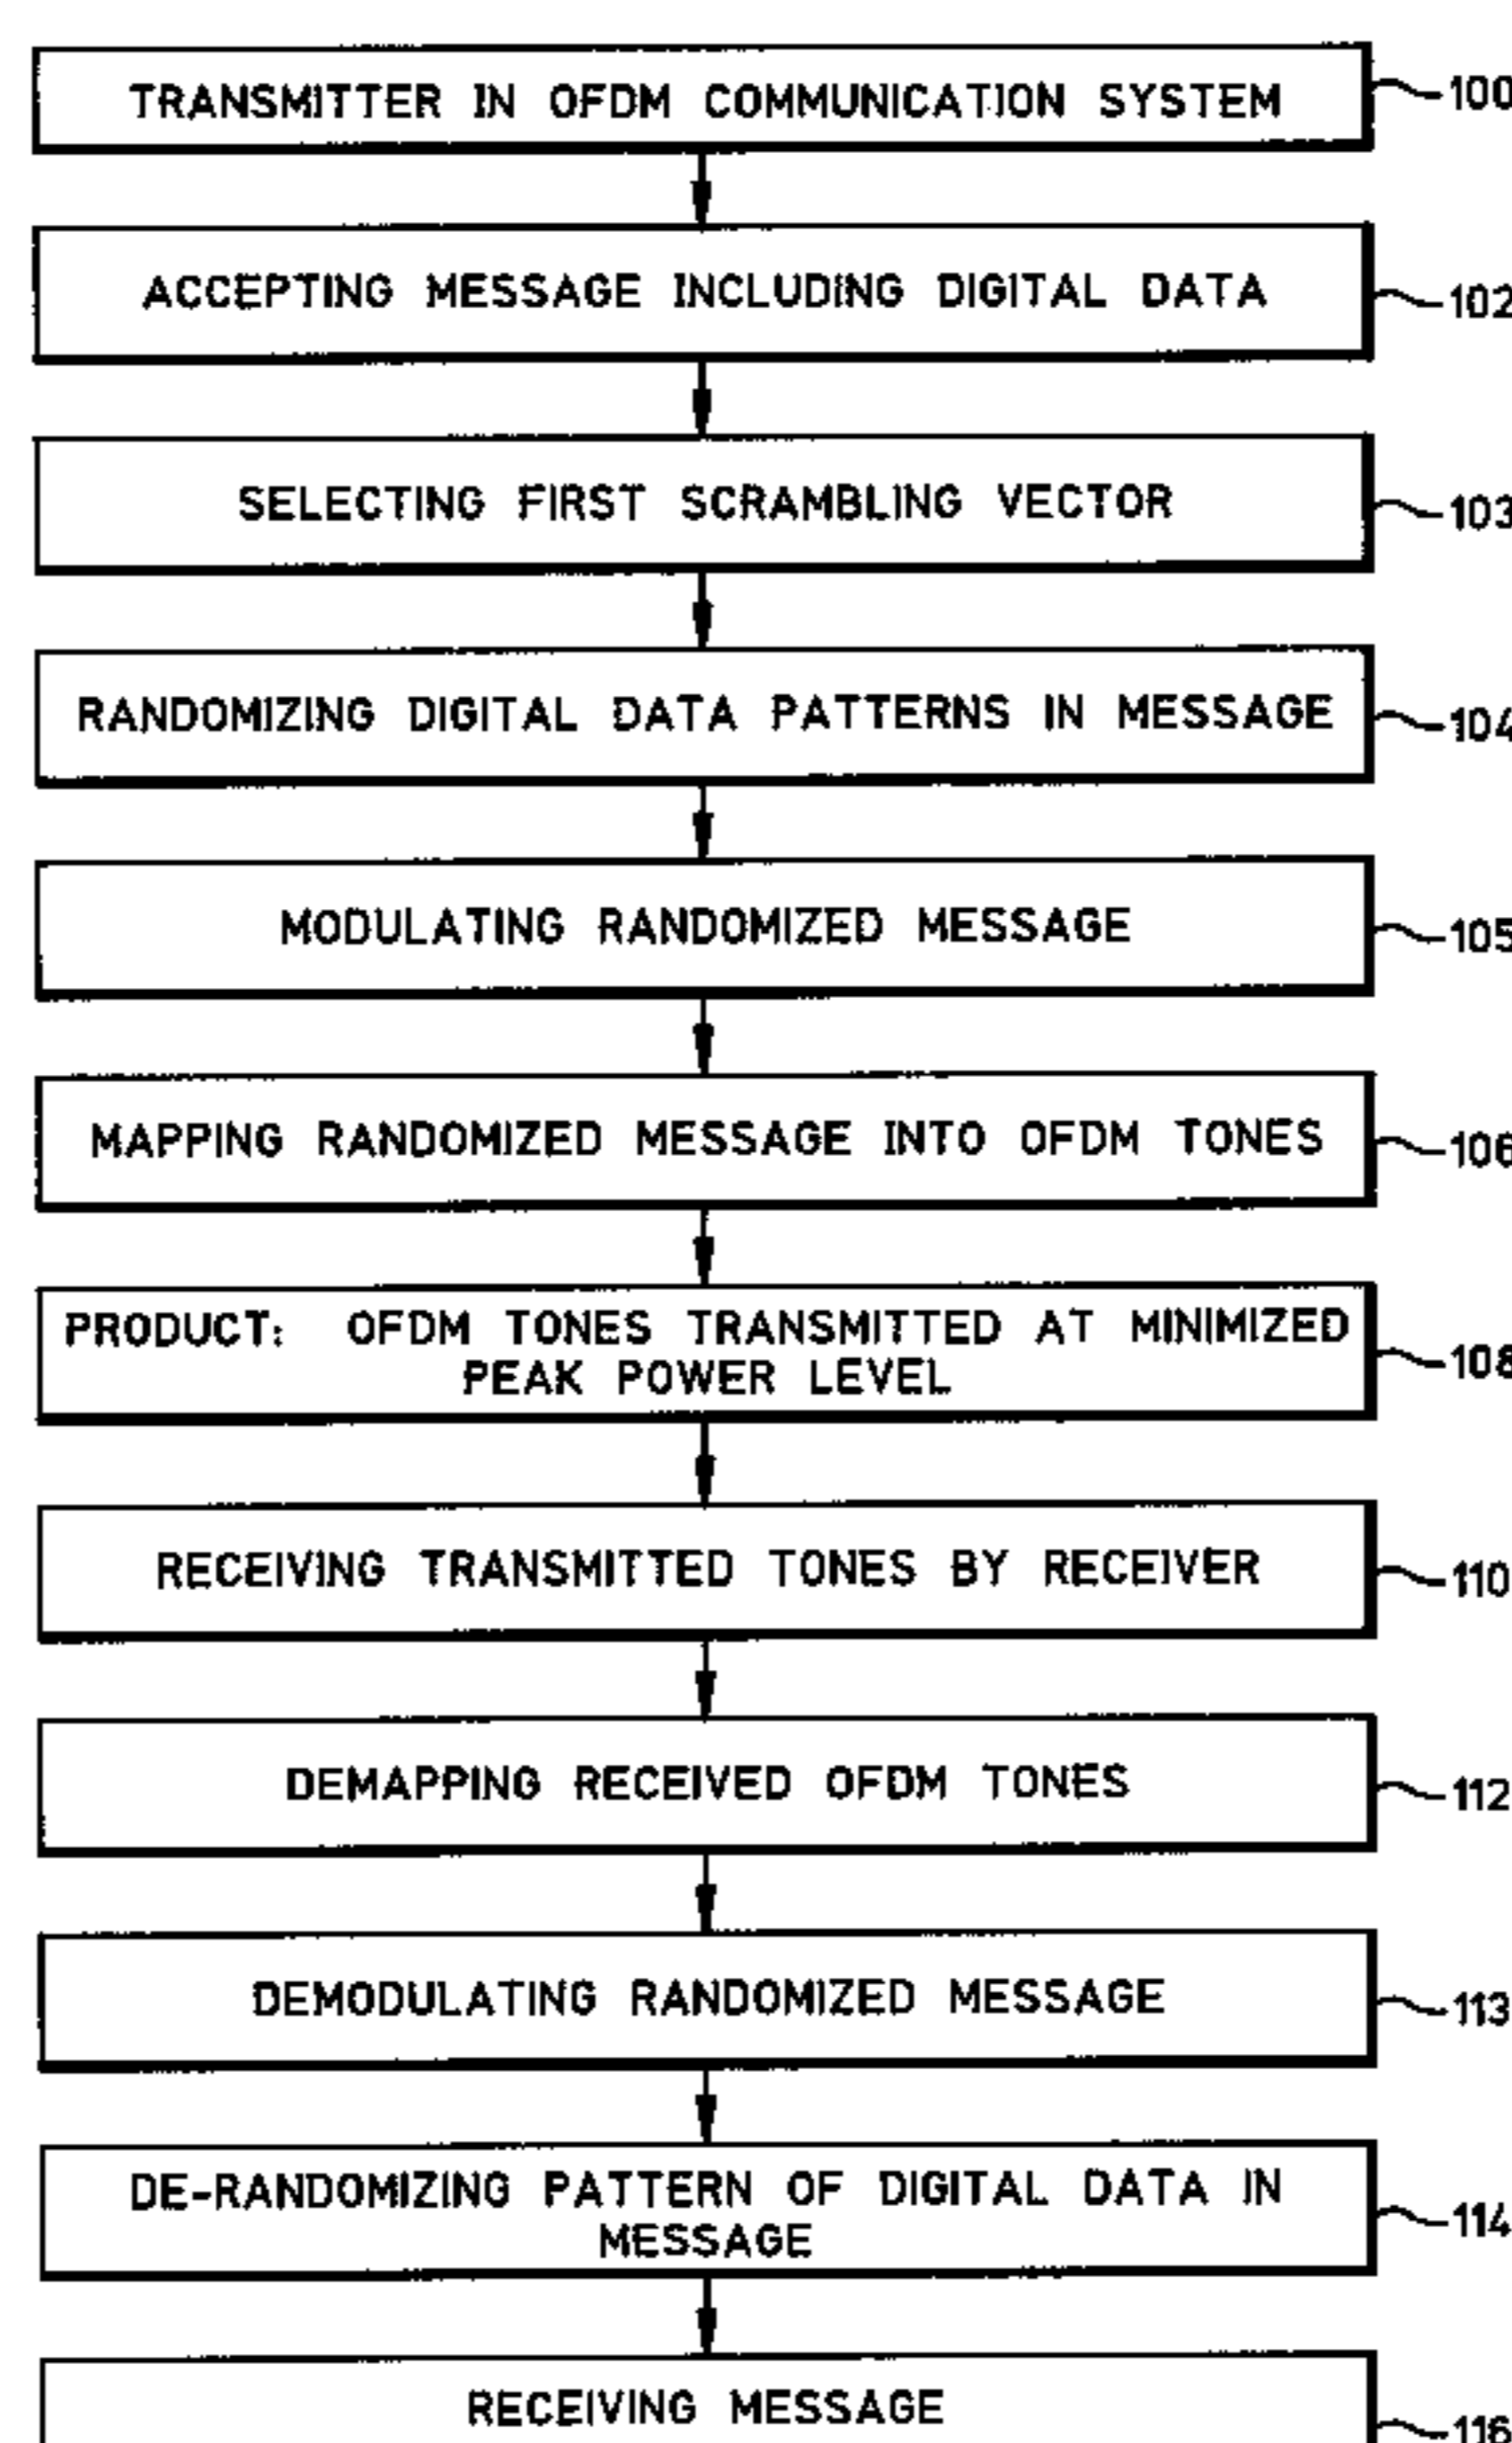 TRANSMITTER IN OFDM COMMUNICATION SYSTEM
100
ACCEPTING MESSAGE INCLUDING DIGITAL DATA
102
SELECTING FIRST SCRAMBLING VECTOR
103
RANDOMIZING DIGITAL DATA PATTERNS IN MESSAGE
104
MODULATING RANDOMIZED MESSAGE
105
MAPPING RANDOMIZED MESSAGE INTO OFDM TONES
106
PRODUCT: OFDM TONES TRANSMITTED AT MINIMIZED
PEAK POWER LEVEL
108
RECEIVING TRANSMITTED TONES BY RECEIVER
110
DEMAPPING RECEIVED OFDM TONES
112
DEMODULATING RANDOMIZED MESSAGE
113
DE-RANDOMIZING PATTERN OF DIGITAL DATA IN
MESSAGE
114
RECEIVING MESSAGE
116